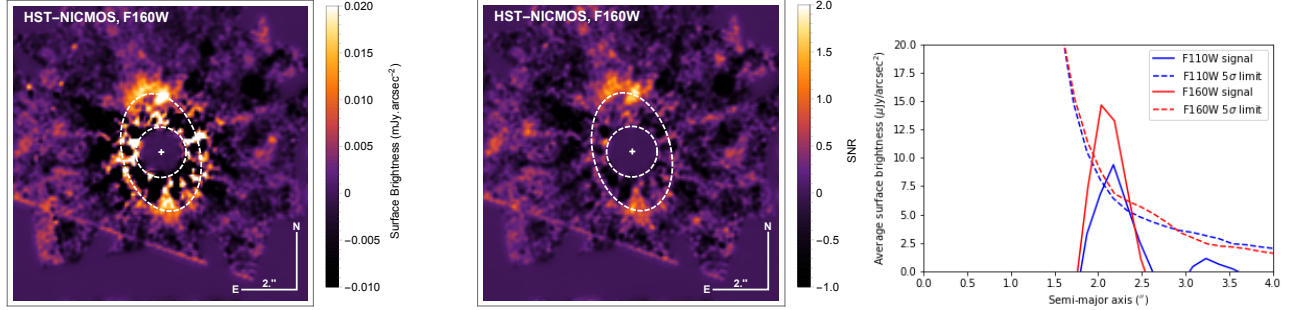 HST−NICMOS, F160W
0.020
0.015
0.010
0.005
0
−0.005
−0.010
Surface Brightness (mJy.arcsec⁻²)
N
E
2."
HST−NICMOS, F160W
2.0
1.5
1.0
0.5
0
−0.5
−1.0
SNR
N
E
2."
20.0
17.5
15.0
12.5
10.0
7.5
5.0
2.5
0.0
Average surface brightness (μJy/arcsec²)
F110W signal
F110W 5σ limit
F160W signal
F160W 5σ limit
0.0 0.5 1.0 1.5 2.0 2.5 3.0 3.5 4.0
Semi-major axis (″)